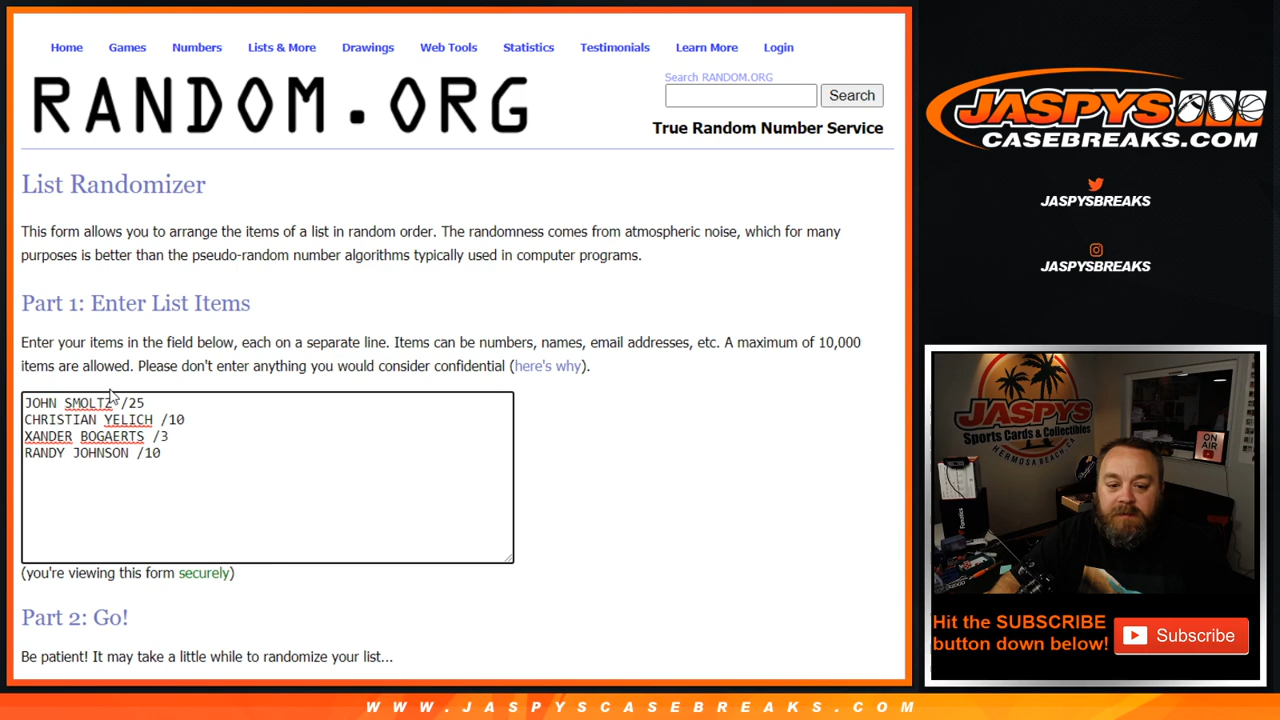 Home Games Numbers Lists & More Drawings Web Tools Statistics Testimonials Learn More Login
RANDOM.ORG
Search RANDOM.ORG
Search
True Random Number Service
List Randomizer
This form allows you to arrange the items of a list in random order. The randomness comes from atmospheric noise, which for many
purposes is better than the pseudo-random number algorithms typically used in computer programs.
Part 1: Enter List Items
Enter your items in the field below, each on a separate line. Items can be numbers, names, email addresses, etc. A maximum of 10,000
items are allowed. Please don't enter anything you would consider confidential (here's why).
JOHN SMOLTZ /25
CHRISTIAN YELICH /10
XANDER BOGAERTS /3
RANDY JOHNSON /10
(you're viewing this form securely)
Part 2: Go!
Be patient! It may take a little while to randomize your list...
JASPYS
CASEBREAKS.COM
JASPYSBREAKS
JASPYSBREAKS
JASPYS
Sports Cards & Collectibles
HERMOSA BEACH, CA
ON AIR
Fanatics
Hit the SUBSCRIBE
button down below!
Subscribe
WWW.JASPYSCASEBREAKS.COM